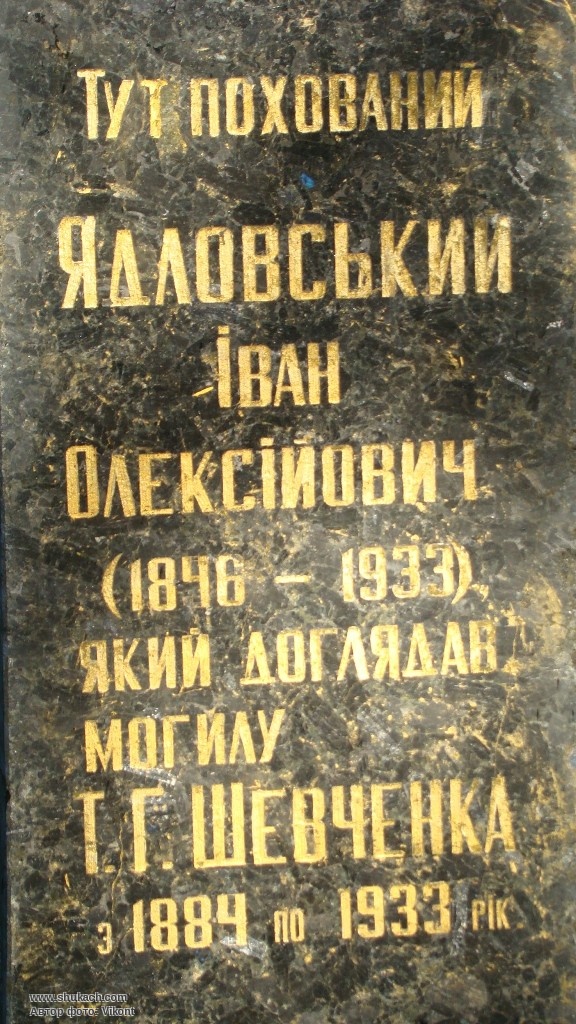 Тут похований
Ядловський
Іван
Олексійович
(1846 – 1933),
який доглядав
могилу
Т. Г. Шевченка
з 1884 по 1933 рік
www.shukach.com
Автор фото: Vikont